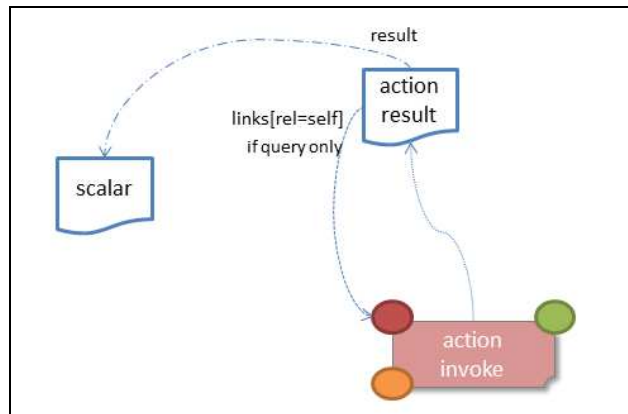 result
action
result
links[rel=self]
if query only
scalar
action
invoke